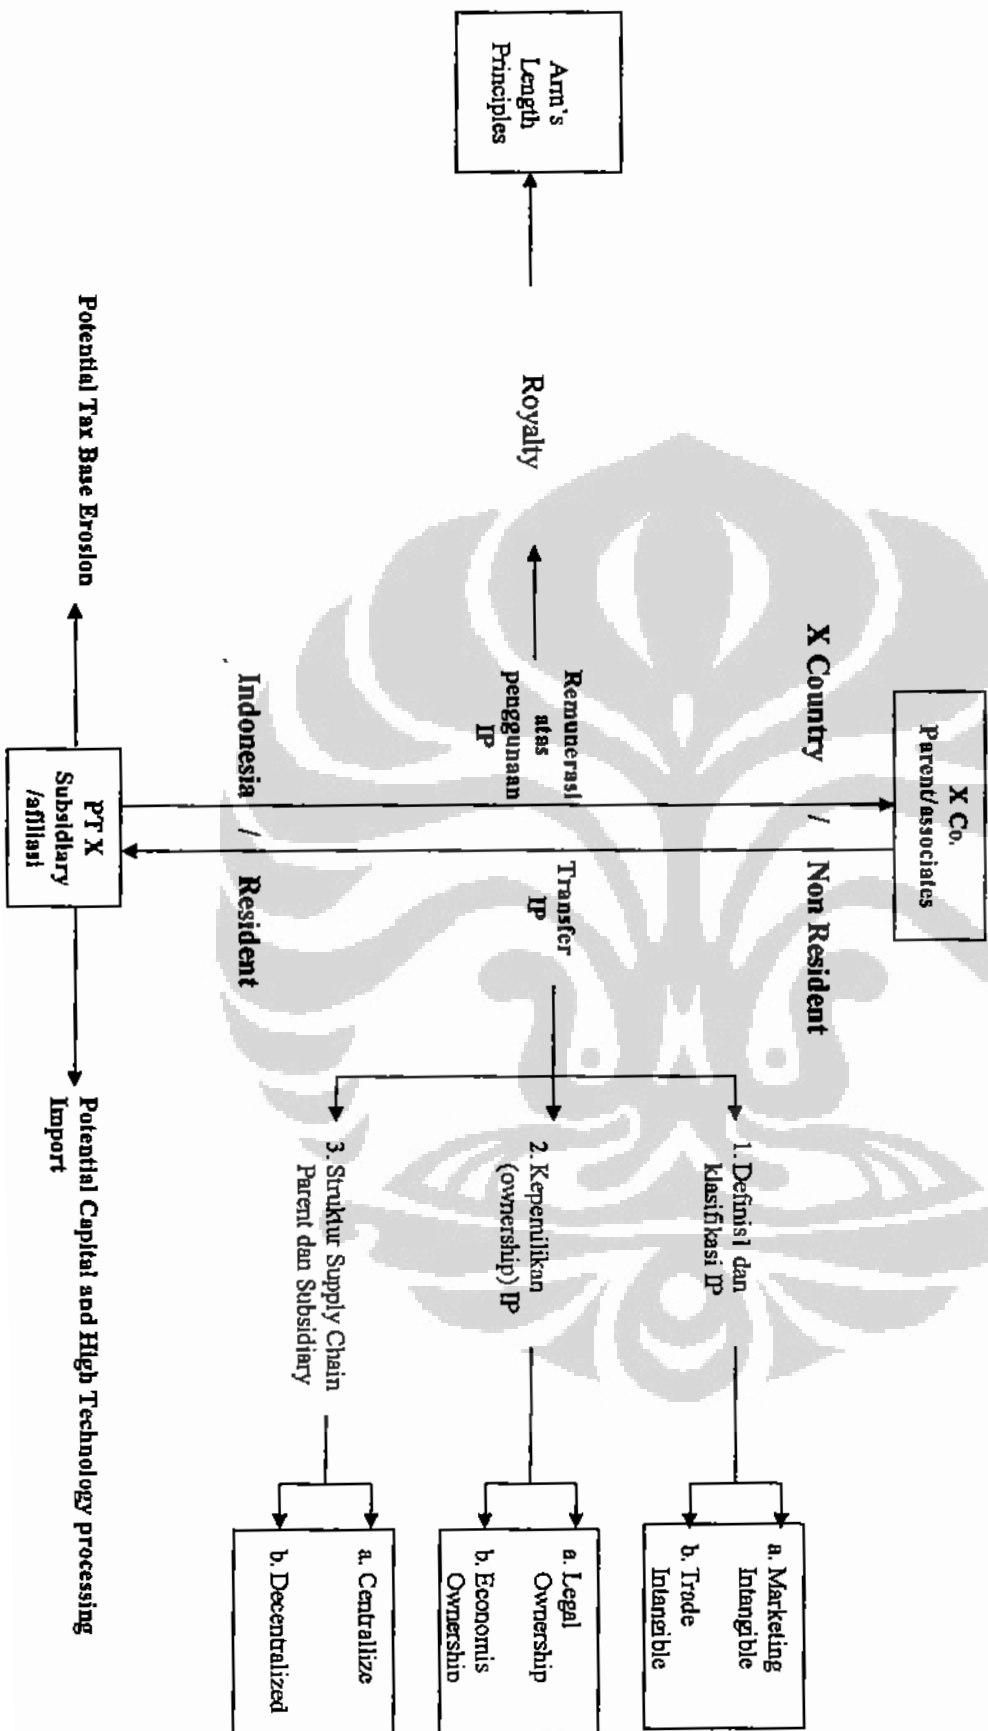 X Co.
Parent/associates
X Country / Non Resident
Arm's
Length
Principles
Royalty
Remunerasi
atas
penggunaan
IP
Transfer
IP
1. Definisi dan
klasifikasi IP
a. Marketing
Intangible
b. Trade
Intangible
2. Kepemilikan
(ownership) IP
a. Legal
Ownership
b. Economis
Ownership
3. Struktur Supply Chain
Parent dan Subsidiary
a. Centrallize
b. Decentralized
Indonesia / Resident
PT X
Subsidiary
/afiliasi
Potential Tax Base Erosion
Potential Capital and High Technology processing
Import